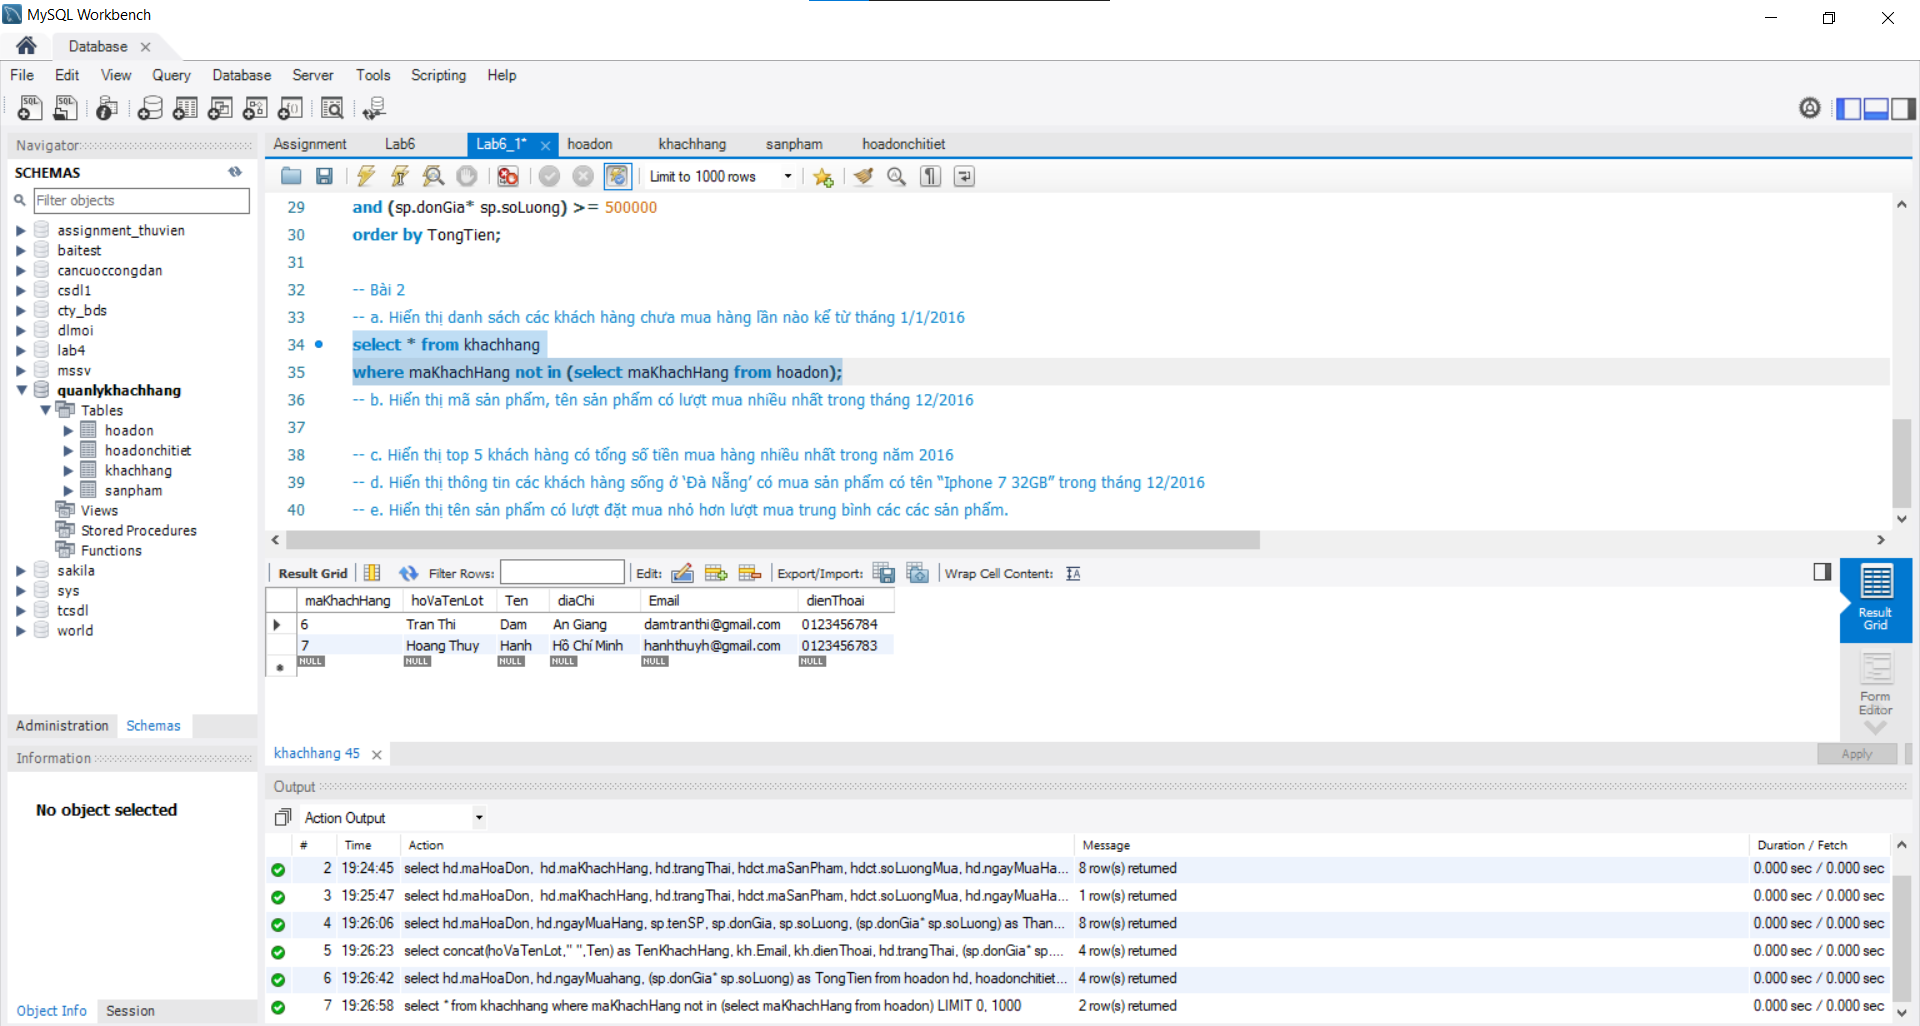 MySQL Workbench
Database
File Edit View Query Database Server Tools Scripting Help
Navigator
SCHEMAS
Filter objects
assignment_thuvien
baitest
cancuoccongdan
csdl1
cty_bds
dlmoi
lab4
mssv
quanlykhachhang
Tables
hoadon
hoadonchitiet
khachhang
sanpham
Views
Stored Procedures
Functions
sakila
sys
tcsdl
world
Administration Schemas
Information
No object selected
Object Info Session
Assignment Lab6 Lab6_1* hoadon khachhang sanpham hoadonchitiet
Limit to 1000 rows
29 and (sp.donGia* sp.soLuong) >= 500000
30 order by TongTien;
31
32 -- Bài 2
33 -- a. Hiển thị danh sách các khách hàng chưa mua hàng lần nào kể từ tháng 1/1/2016
34 select * from khachhang
35 where maKhachHang not in (select maKhachHang from hoadon);
36 -- b. Hiển thị mã sản phẩm, tên sản phẩm có lượt mua nhiều nhất trong tháng 12/2016
37
38 -- c. Hiển thị top 5 khách hàng có tổng số tiền mua hàng nhiều nhất trong năm 2016
39 -- d. Hiển thị thông tin các khách hàng sống ở ‘Đà Nẵng’ có mua sản phẩm có tên “Iphone 7 32GB” trong tháng 12/2016
40 -- e. Hiển thị tên sản phẩm có lượt đặt mua nhỏ hơn lượt mua trung bình các các sản phẩm.
Result Grid Filter Rows: Edit: Export/Import: Wrap Cell Content:
maKhachHang hoVaTenLot Ten diaChi Email dienThoai
6 Tran Thi Dam An Giang damtranthi@gmail.com 0123456784
7 Hoang Thuy Hanh Hồ Chí Minh hanhthuyh@gmail.com 0123456783
NULL NULL NULL NULL NULL NULL
Result
Grid
Form
Editor
khachhang 45
Apply
Output
Action Output
# Time Action Message Duration / Fetch
2 19:24:45 select hd.maHoaDon, hd.maKhachHang, hd.trangThai, hdct.maSanPham, hdct.soLuongMua, hd.ngayMuaHa... 8 row(s) returned 0.000 sec / 0.000 sec
3 19:25:47 select hd.maHoaDon, hd.maKhachHang, hd.trangThai, hdct.maSanPham, hdct.soLuongMua, hd.ngayMuaHa... 1 row(s) returned 0.000 sec / 0.000 sec
4 19:26:06 select hd.maHoaDon, hd.ngayMuaHang, sp.tenSP, sp.donGia, sp.soLuong, (sp.donGia* sp.soLuong) as Than... 8 row(s) returned 0.000 sec / 0.000 sec
5 19:26:23 select concat(hoVaTenLot," ",Ten) as TenKhachHang, kh.Email, kh.dienThoai, hd.trangThai, (sp.donGia* sp.... 4 row(s) returned 0.000 sec / 0.000 sec
6 19:26:42 select hd.maHoaDon, hd.ngayMuahang, (sp.donGia* sp.soLuong) as TongTien from hoadon hd, hoadonchitiet... 4 row(s) returned 0.000 sec / 0.000 sec
7 19:26:58 select * from khachhang where maKhachHang not in (select maKhachHang from hoadon) LIMIT 0, 1000 2 row(s) returned 0.000 sec / 0.000 sec